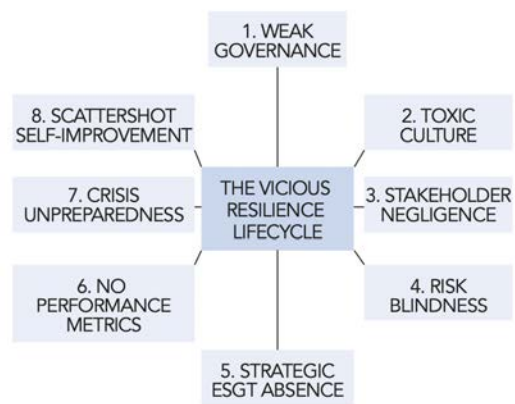 1. WEAK
GOVERNANCE
2. TOXIC
CULTURE
3. STAKEHOLDER
NEGLIGENCE
4. RISK
BLINDNESS
5. STRATEGIC
ESGT ABSENCE
6. NO
PERFORMANCE
METRICS
7. CRISIS
UNPREPAREDNESS
8. SCATTERSHOT
SELF-IMPROVEMENT
THE VICIOUS
RESILIENCE
LIFECYCLE